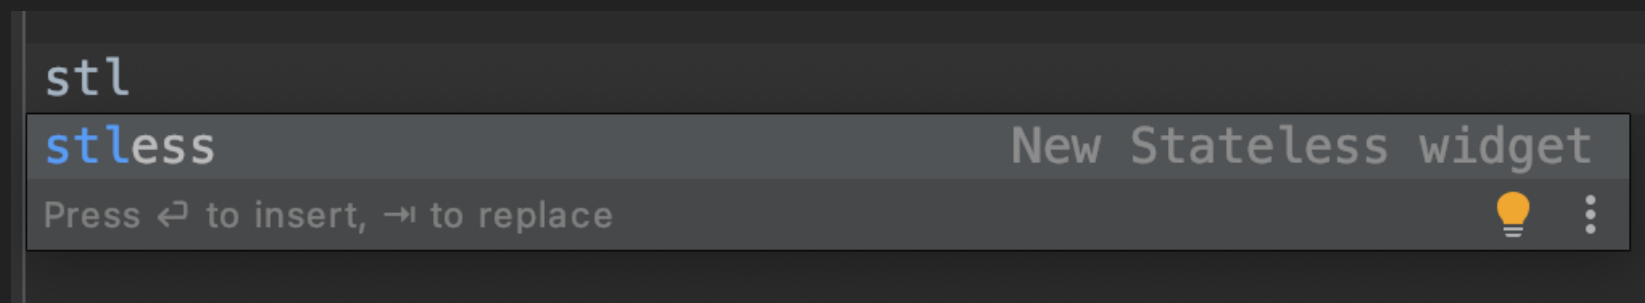 stl
stless New Stateless widget
Press ⏎ to insert, ⇥ to replace